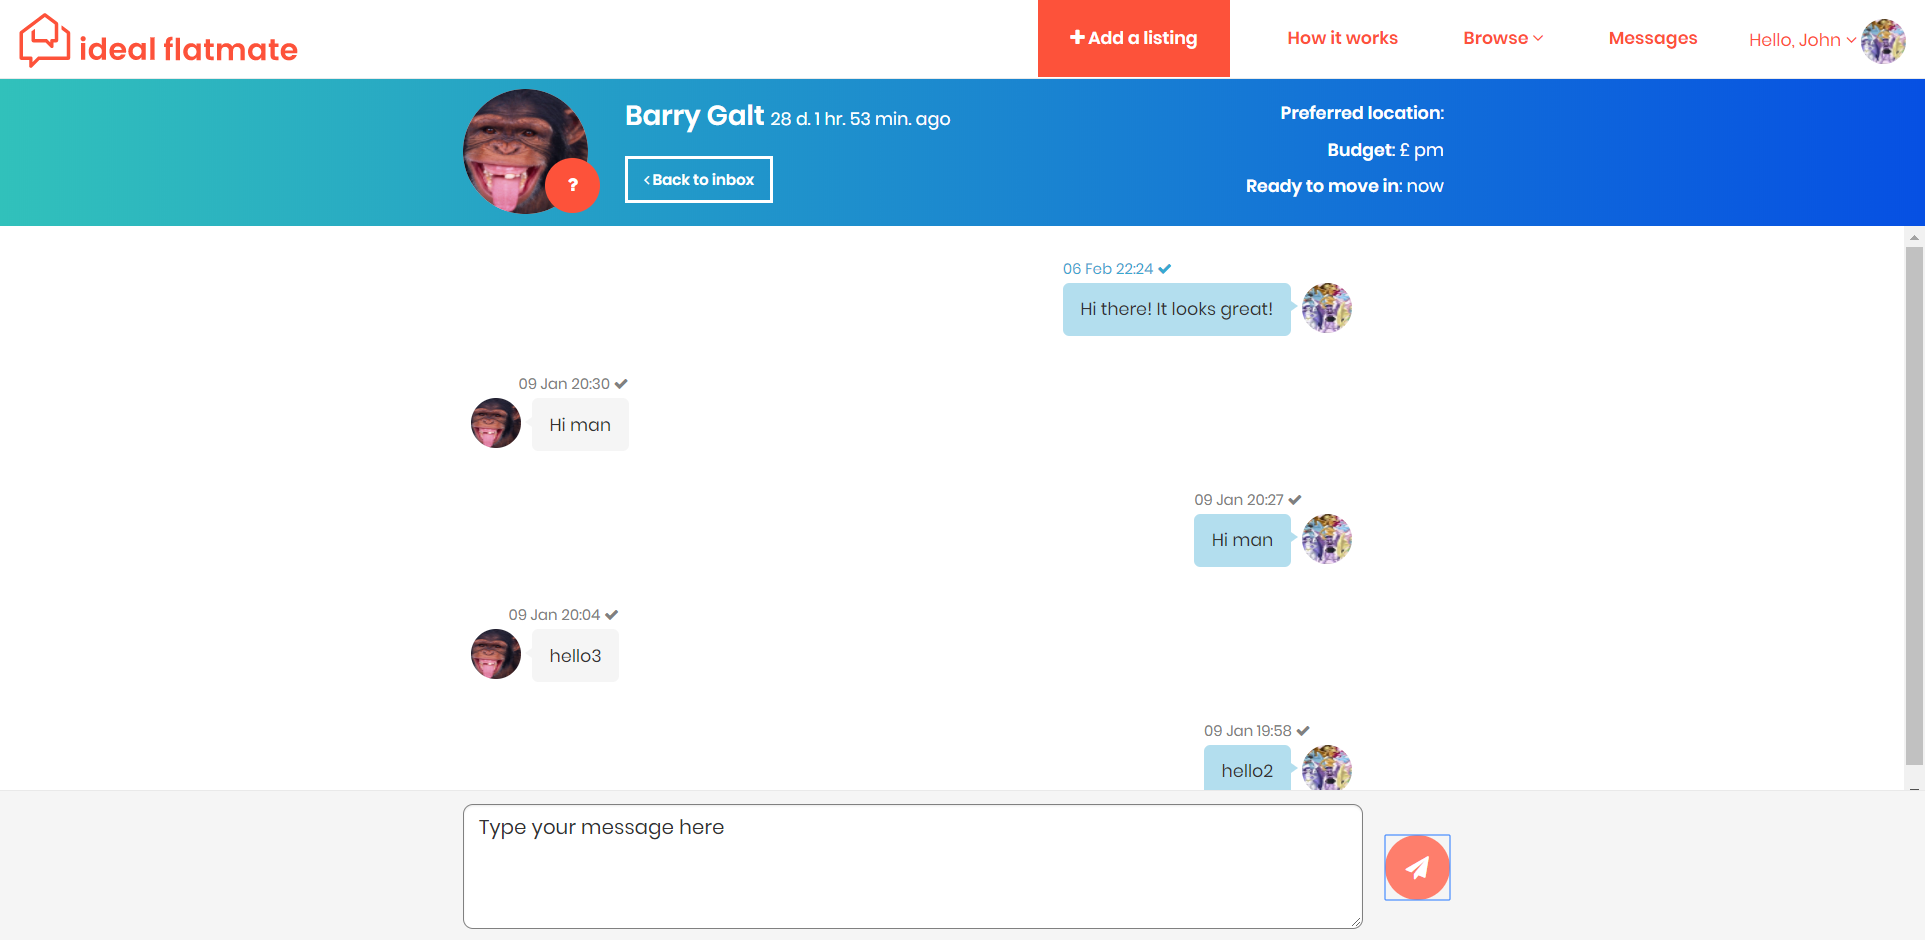 ideal flatmate
Add a listing
How it works
Browse
Messages
Hello, John
Barry Galt 28 d. 1 hr. 53 min. ago
?
Back to inbox
Preferred location:
Budget: £ pm
Ready to move in: now
06 Feb 22:24
Hi there! It looks great!
09 Jan 20:30
Hi man
09 Jan 20:27
Hi man
09 Jan 20:04
hello3
09 Jan 19:58
hello2
Type your message here